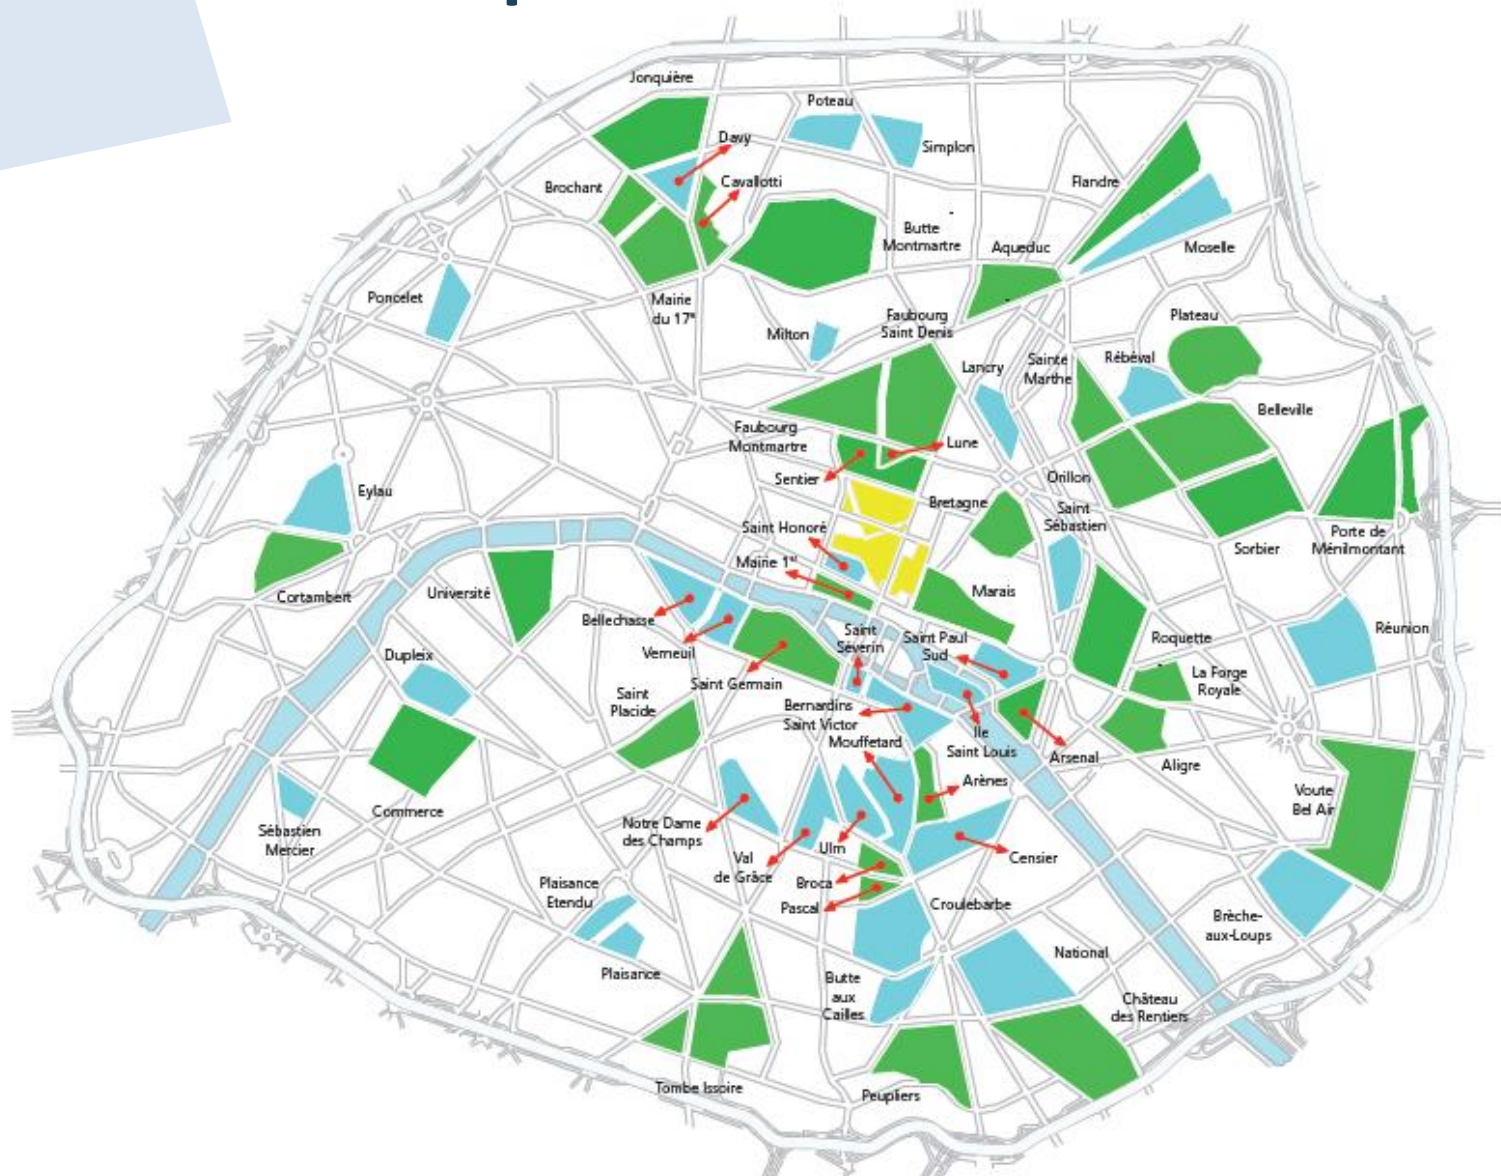 Jonquière
Poteau
Davy
Simplon
Cavallotti
Brochant
Flandre
Butte
Montmartre
Aqueduc
Moselle
Poncelet
Mairie
du 17e
Milton
Faubourg
Saint Denis
Plateau
Lancry
Sainte
Marthe
Rébéval
Belleville
Faubourg
Montmartre
Lune
Sentier
Eylau
Bretagne
Orillon
Saint
Sébastien
Saint Honoré
Porte de
Ménilmontant
Sorbier
Mairie 1er
Cortambert
Université
Marais
Bellechasse
Saint
Séverin
Saint Paul
Sud
Roquette
Réunion
Verneuil
Dupleix
Saint Germain
La Forge
Royale
Saint
Placide
Bernardins
Saint Victor
Mouffetard
Ile
Saint Louis
Arsenal
Aligre
Arènes
Voute
Bel Air
Commerce
Sébastien
Mercier
Notre Dame
des Champs
Ulm
Val
de Grâce
Censier
Broca
Pascal
Croulebarbe
Plaisance
Etendu
Brèche-
aux-Loups
National
Plaisance
Butte
aux
Cailles
Château
des Rentiers
Tombe Issoire
Peupliers